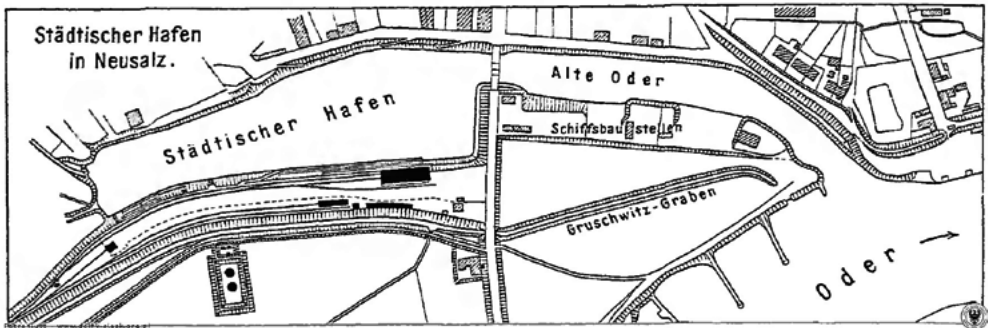 Städtischer Hafen
in Neusalz.
Städtischer Hafen
Alte Oder
Schiffsbaustellen
Gruschwitz-Graben
Oder